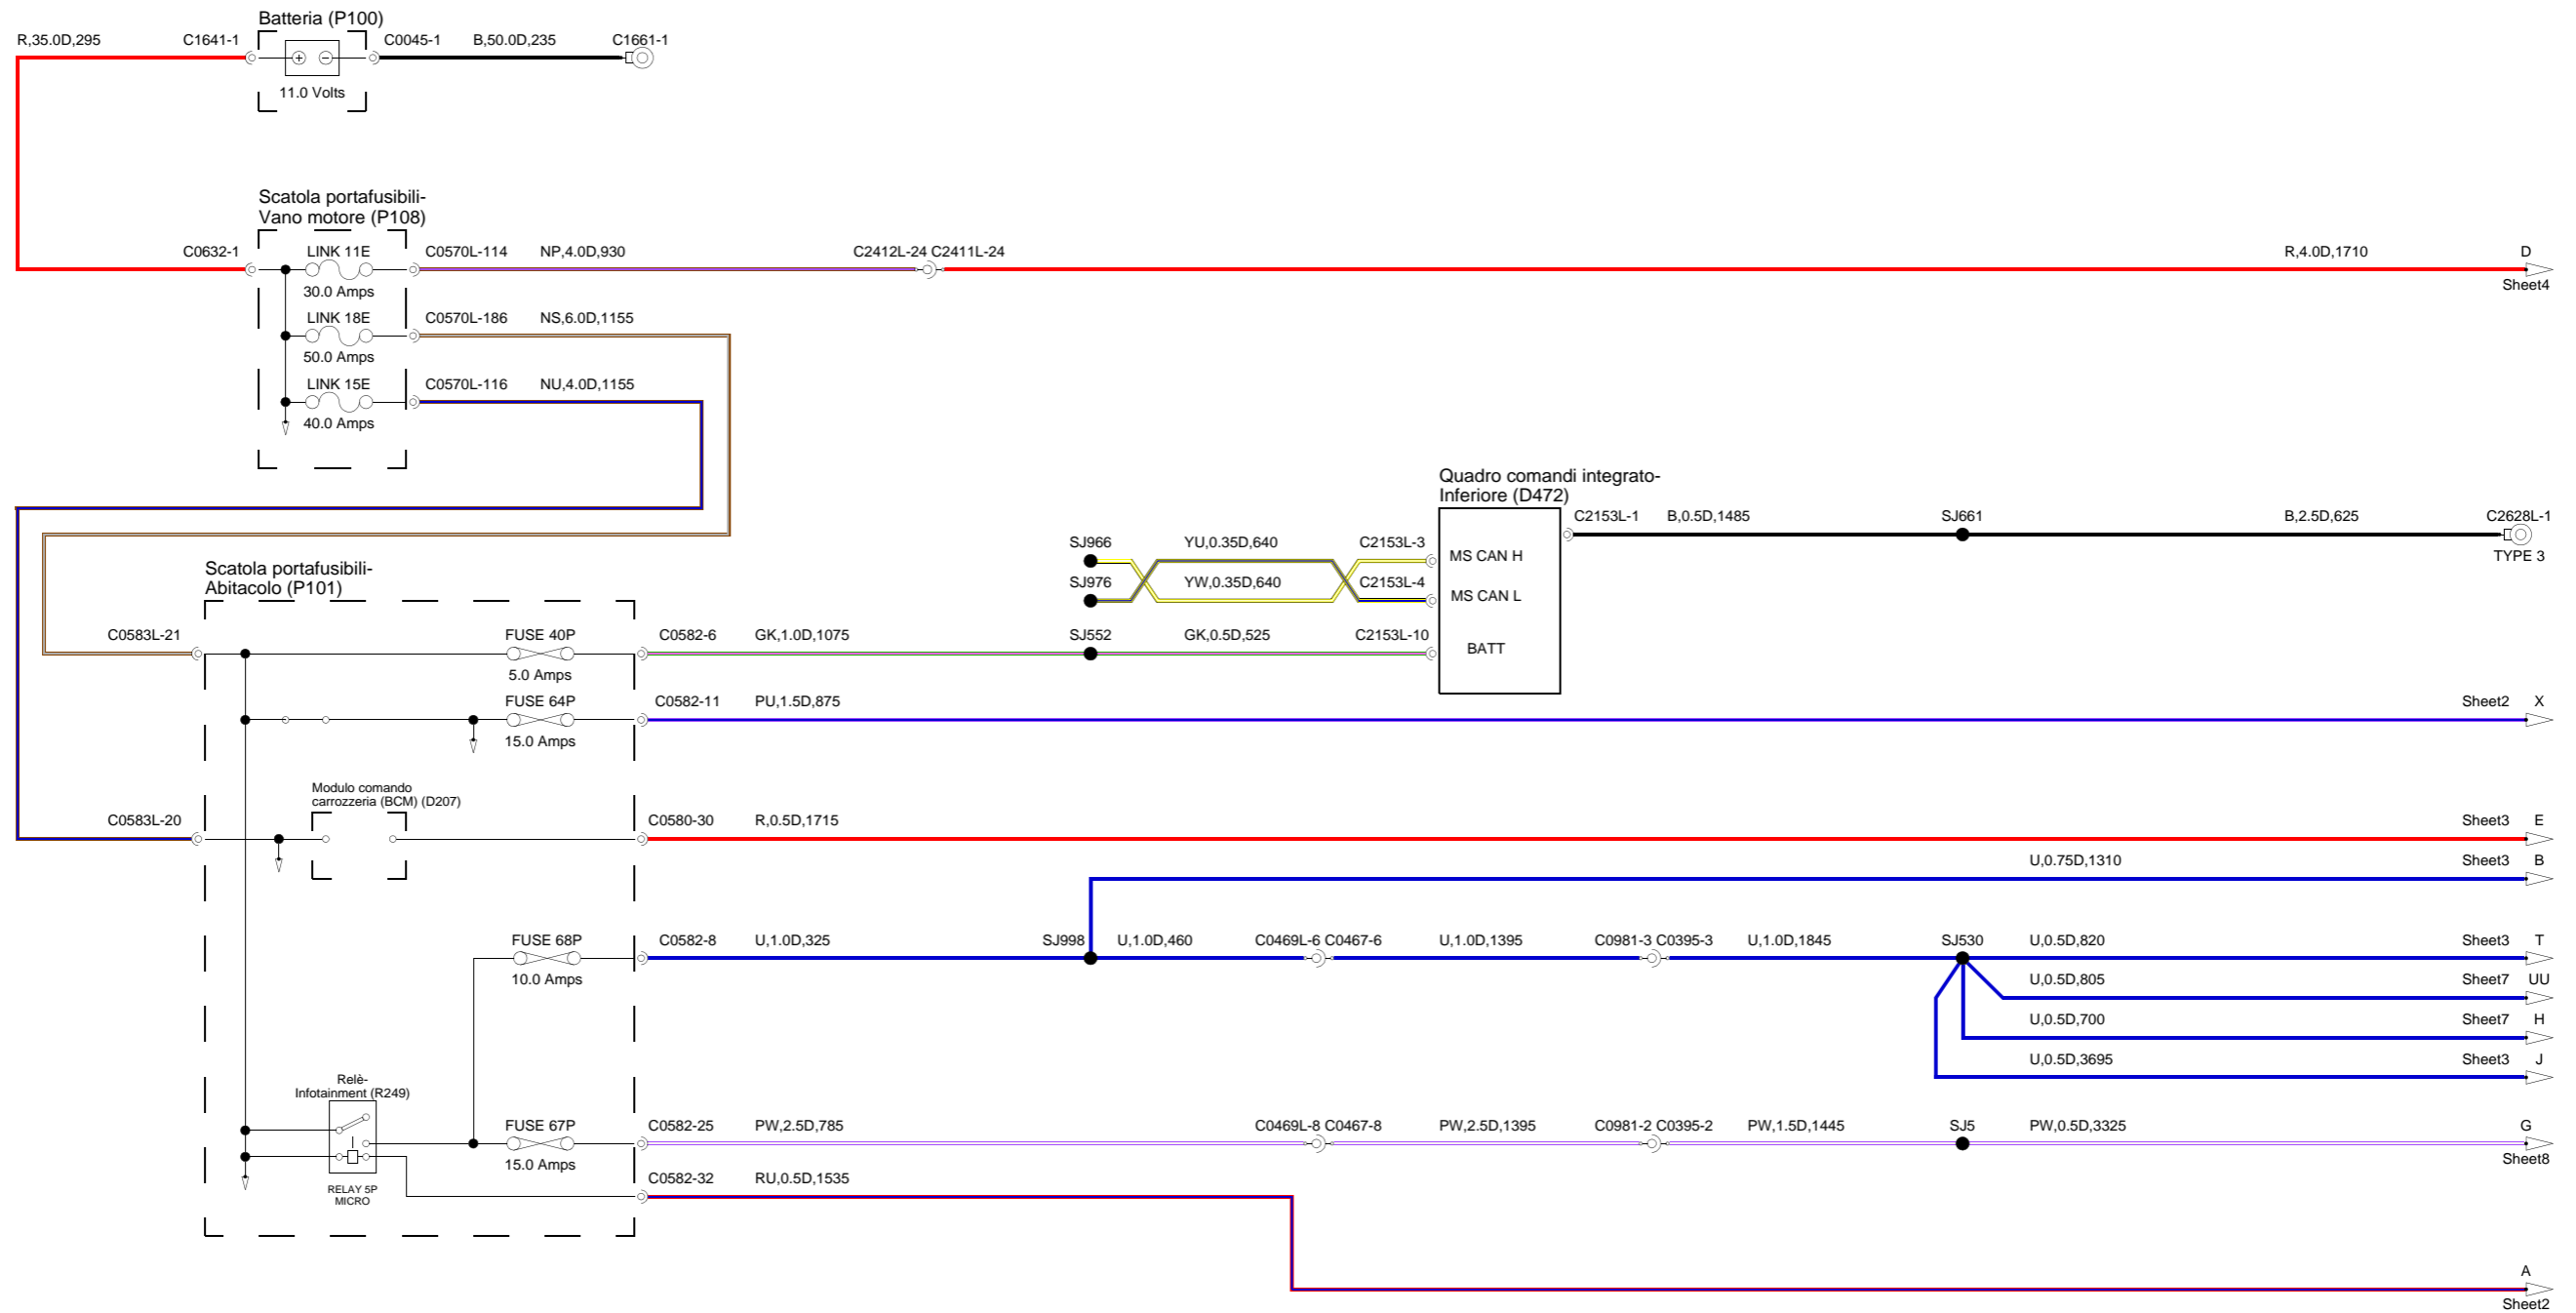 Batteria (P100)
R,35.0D,295
C1641-1
C0045-1
B,50.0D,235
C1661-1
11.0 Volts
Scatola portafusibili-
Vano motore (P108)
C0632-1
LINK 11E
C0570L-114
NP,4.0D,930
C2412L-24 C2411L-24
R,4.0D,1710
D
30.0 Amps
Sheet4
LINK 18E
C0570L-186
NS,6.0D,1155
50.0 Amps
LINK 15E
C0570L-116
NU,4.0D,1155
40.0 Amps
Quadro comandi integrato-
Inferiore (D472)
C2153L-1
B,0.5D,1485
SJ661
B,2.5D,625
C2628L-1
TYPE 3
SJ966
YU,0.35D,640
C2153L-3
MS CAN H
SJ976
YW,0.35D,640
C2153L-4
MS CAN L
Scatola portafusibili-
Abitacolo (P101)
C0583L-21
FUSE 40P
C0582-6
GK,1.0D,1075
SJ552
GK,0.5D,525
C2153L-10
BATT
5.0 Amps
FUSE 64P
C0582-11
PU,1.5D,875
Sheet2
X
15.0 Amps
Modulo comando
carrozzeria (BCM) (D207)
C0583L-20
C0580-30
R,0.5D,1715
Sheet3
E
U,0.75D,1310
Sheet3
B
FUSE 68P
C0582-8
U,1.0D,325
SJ998
U,1.0D,460
C0469L-6 C0467-6
U,1.0D,1395
C0981-3 C0395-3
U,1.0D,1845
SJ530
U,0.5D,820
Sheet3
T
10.0 Amps
U,0.5D,805
Sheet7
UU
U,0.5D,700
Sheet7
H
U,0.5D,3695
Sheet3
J
Relè-
Infotainment (R249)
FUSE 67P
C0582-25
PW,2.5D,785
C0469L-8 C0467-8
PW,2.5D,1395
C0981-2 C0395-2
PW,1.5D,1445
SJ5
PW,0.5D,3325
G
15.0 Amps
Sheet8
C0582-32
RU,0.5D,1535
RELAY 5P
MICRO
A
Sheet2